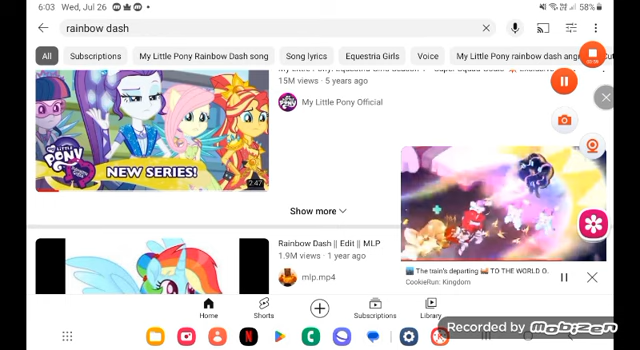 6:03 Wed, Jul 26
58%
rainbow dash
All
Subscriptions
My Little Pony Rainbow Dash song
Song lyrics
Equestria Girls
Voice
My Little Pony rainbow dash
15M views · 5 years ago
My Little Pony Official
MY LITTLE PONY
NEW SERIES!
2:47
Show more
Rainbow Dash || Edit || MLP
1.9M views · 1 year ago
mlp.mp4
The train's departing TO THE WORLD O.
CookieRun: Kingdom
Home
Shorts
Subscriptions
Library
Recorded by Mobizen